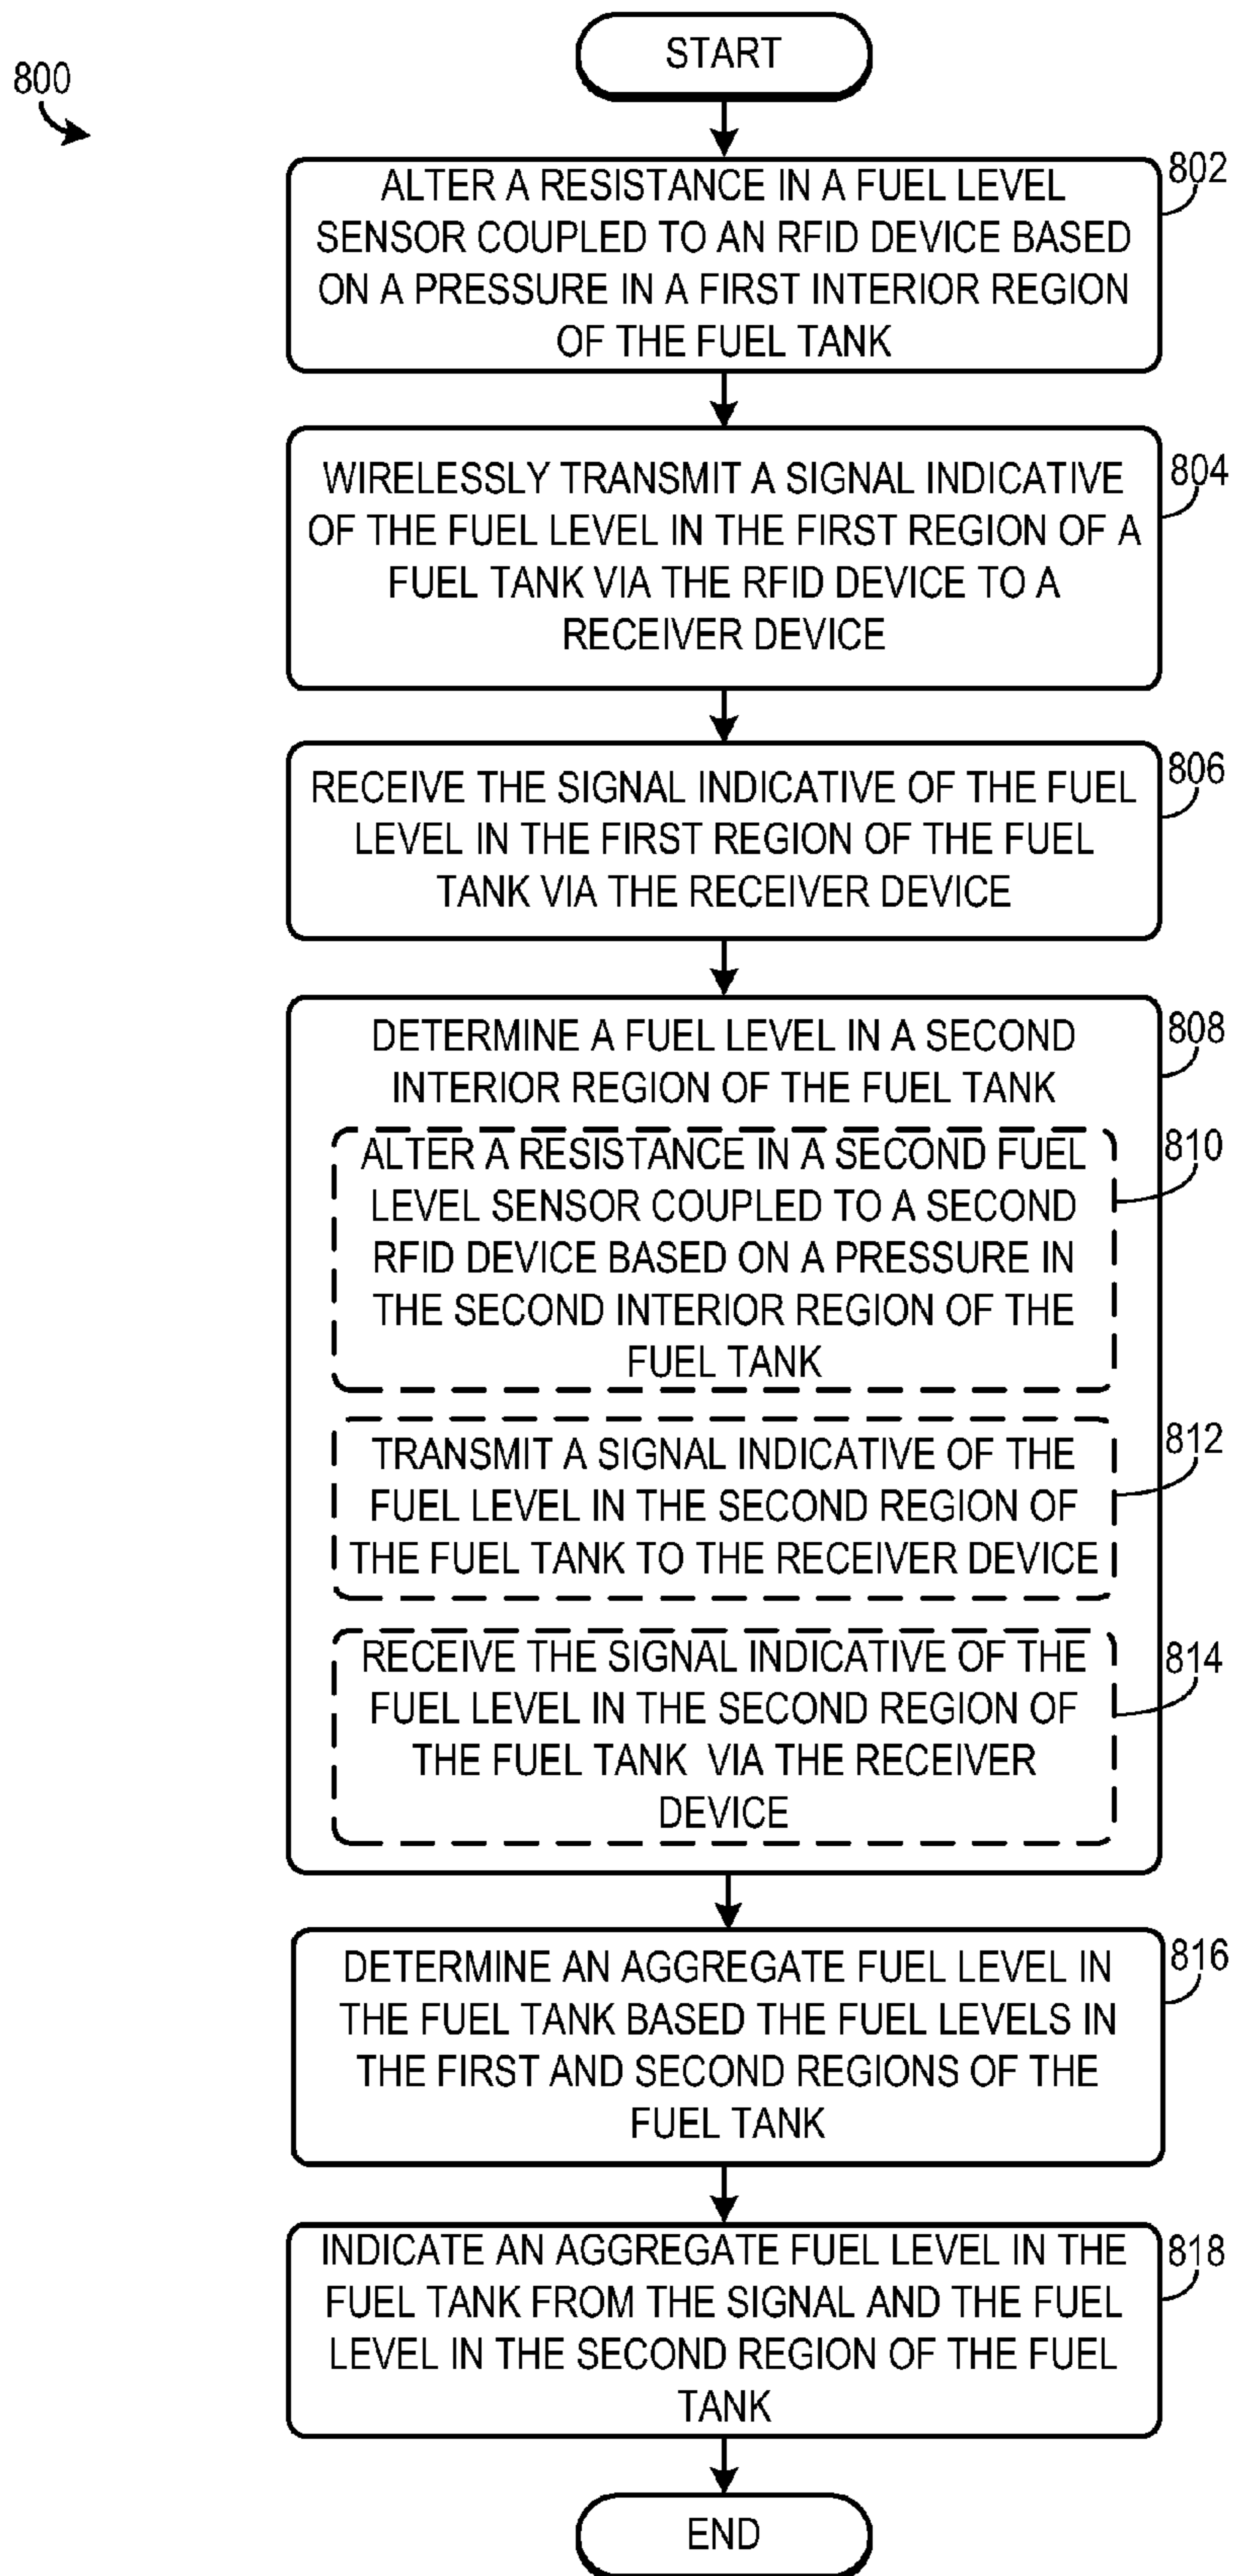 START
800
802
ALTER A RESISTANCE IN A FUEL LEVEL
SENSOR COUPLED TO AN RFID DEVICE BASED
ON A PRESSURE IN A FIRST INTERIOR REGION
OF THE FUEL TANK
804
WIRELESSLY TRANSMIT A SIGNAL INDICATIVE
OF THE FUEL LEVEL IN THE FIRST REGION OF A
FUEL TANK VIA THE RFID DEVICE TO A
RECEIVER DEVICE
806
RECEIVE THE SIGNAL INDICATIVE OF THE FUEL
LEVEL IN THE FIRST REGION OF THE FUEL
TANK VIA THE RECEIVER DEVICE
808
DETERMINE A FUEL LEVEL IN A SECOND
INTERIOR REGION OF THE FUEL TANK
810
ALTER A RESISTANCE IN A SECOND FUEL
LEVEL SENSOR COUPLED TO A SECOND
RFID DEVICE BASED ON A PRESSURE IN
THE SECOND INTERIOR REGION OF THE
FUEL TANK
812
TRANSMIT A SIGNAL INDICATIVE OF THE
FUEL LEVEL IN THE SECOND REGION OF
THE FUEL TANK TO THE RECEIVER DEVICE
814
RECEIVE THE SIGNAL INDICATIVE OF THE
FUEL LEVEL IN THE SECOND REGION OF
THE FUEL TANK VIA THE RECEIVER
DEVICE
816
DETERMINE AN AGGREGATE FUEL LEVEL IN
THE FUEL TANK BASED THE FUEL LEVELS IN
THE FIRST AND SECOND REGIONS OF THE
FUEL TANK
818
INDICATE AN AGGREGATE FUEL LEVEL IN THE
FUEL TANK FROM THE SIGNAL AND THE FUEL
LEVEL IN THE SECOND REGION OF THE FUEL
TANK
END